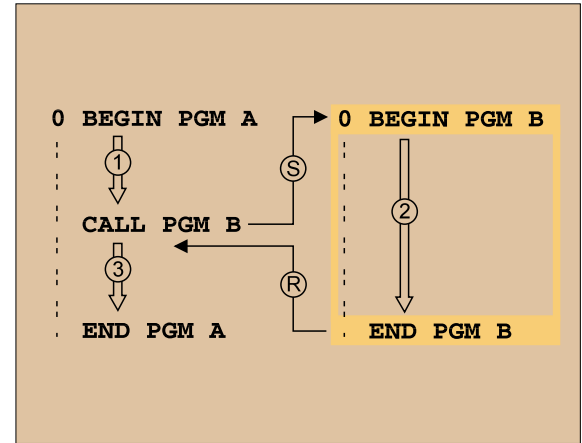 0 BEGIN PGM A
1
CALL PGM B
3
END PGM A
S
R
0 BEGIN PGM B
2
END PGM B